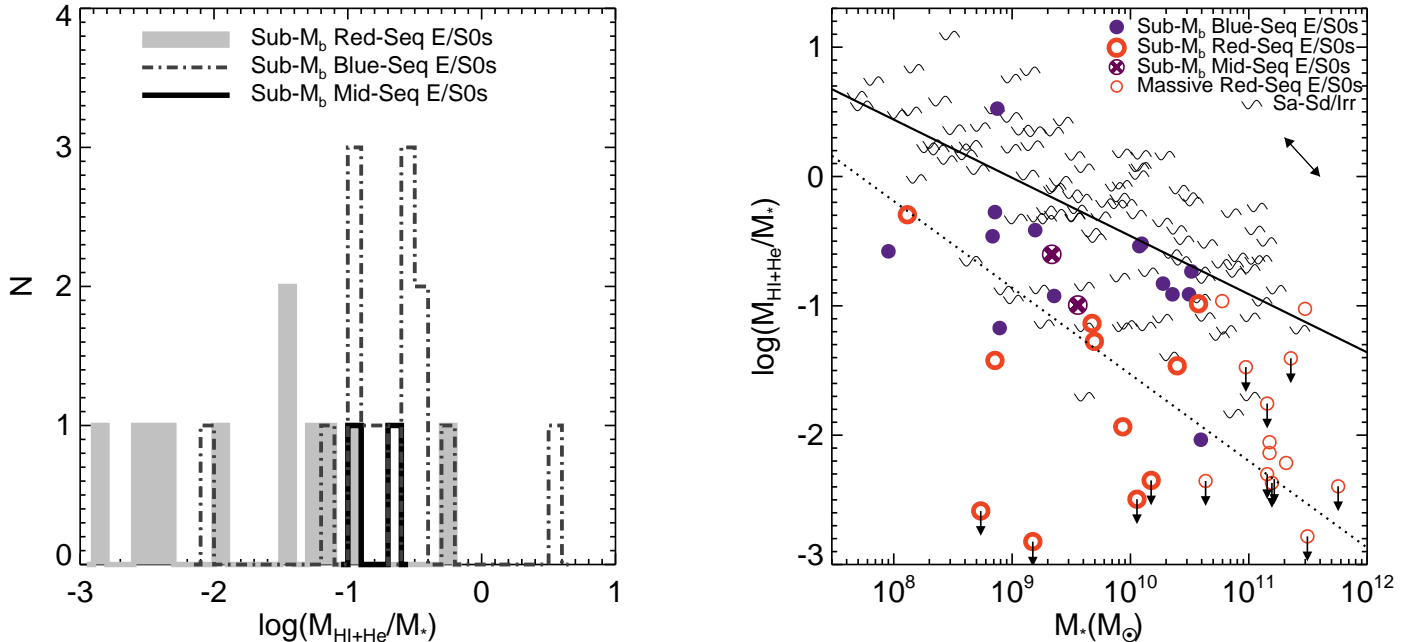 4
3
2
1
0
N
-3
-2
-1
0
1
log(M_HI+He/M_*)
Sub-M_b Red-Seq E/S0s
Sub-M_b Blue-Seq E/S0s
Sub-M_b Mid-Seq E/S0s
1
0
-1
-2
-3
log(M_HI+He/M_*)
10^8
10^9
10^10
10^11
10^12
M_*(M_⊙)
Sub-M_b Blue-Seq E/S0s
Sub-M_b Red-Seq E/S0s
Sub-M_b Mid-Seq E/S0s
Massive Red-Seq E/S0s
Sa-Sd/Irr